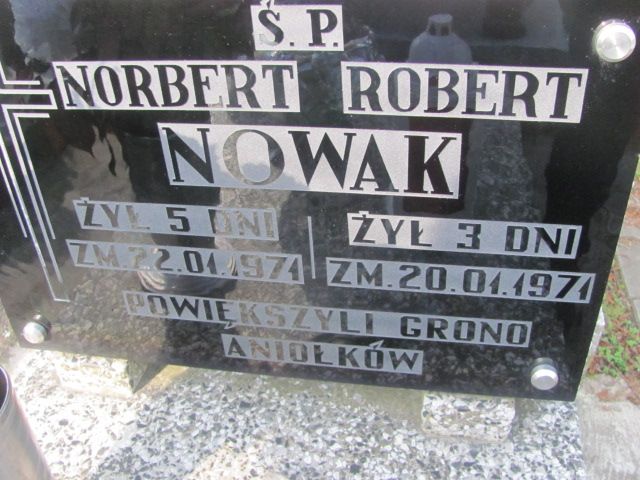 Ś.P.
NORBERT ROBERT
NOWAK
ŻYŁ 5 DNI ŻYŁ 3 DNI
ZM.22.01.1971 ZM.20.01.1971
POWIĘKSZYLI GRONO
ANIOŁKÓW